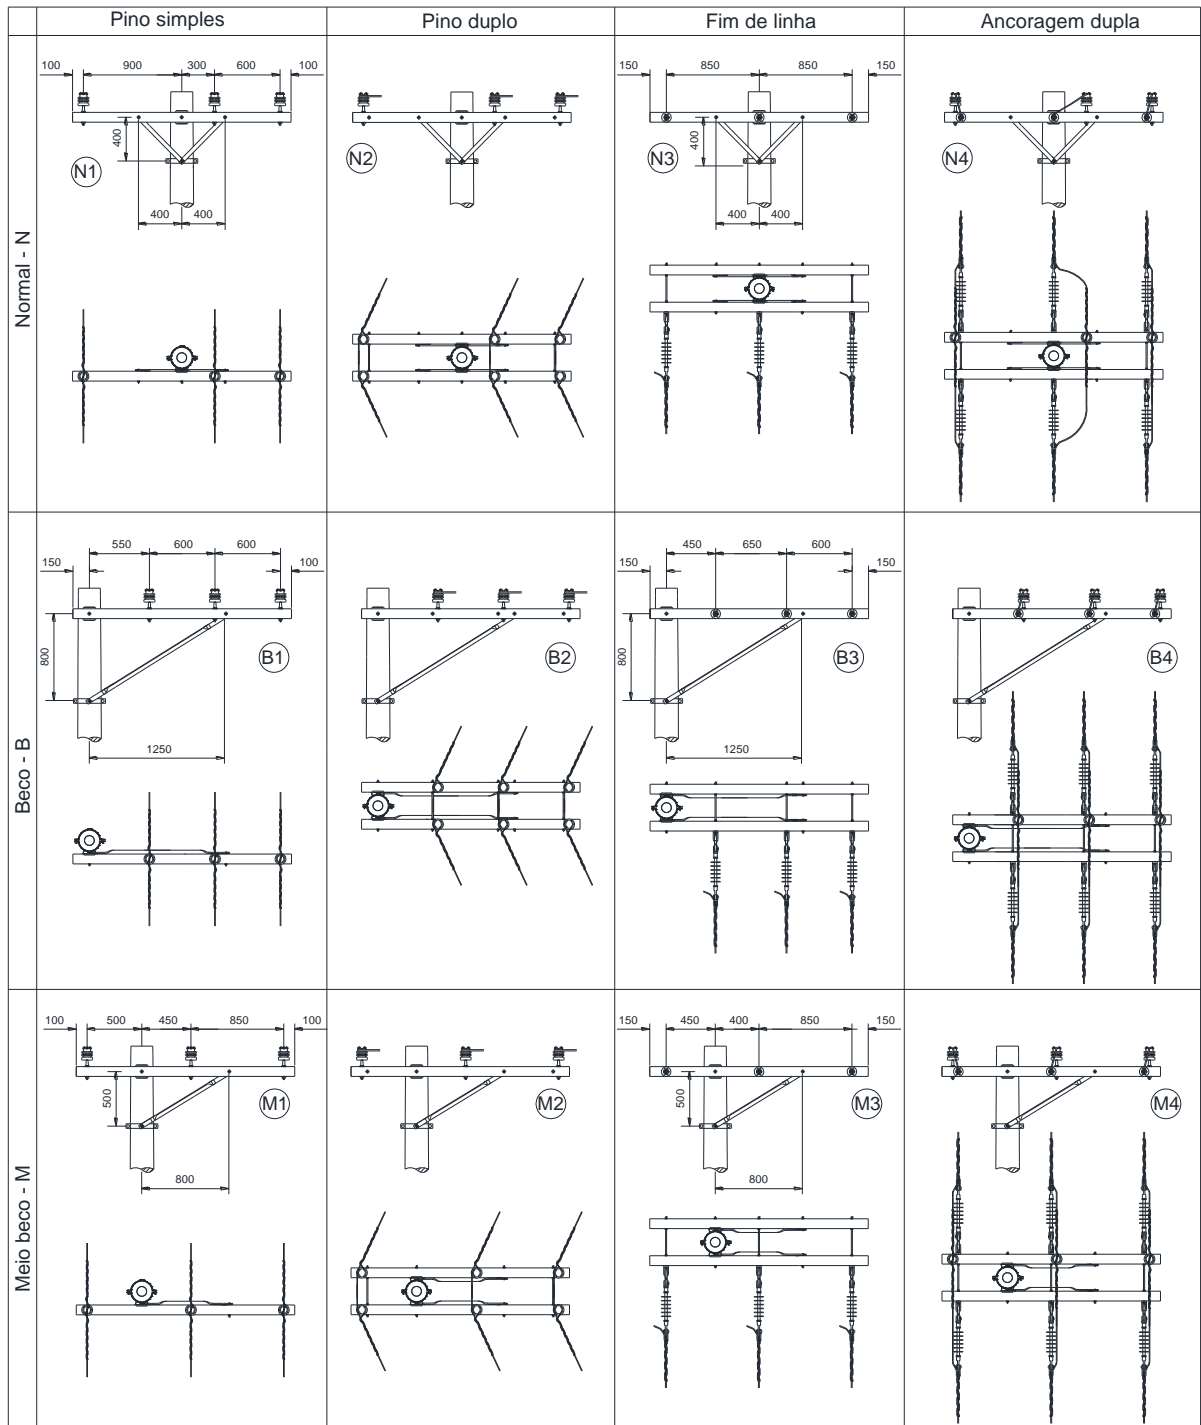 Pino simples
Pino duplo
Fim de linha
Ancoragem dupla
Normal - N
100 900 300 600 100
400
N1
400 400
N2
150 850 850 150
400
N3
400 400
N4
Beco - B
550 600 600
150 100
800
B1
1250
B2
450 650 600
150 150
800
B3
1250
B4
Meio beco - M
100 500 450 850 100
500
M1
800
M2
150 450 400 850 150
500
M3
800
M4